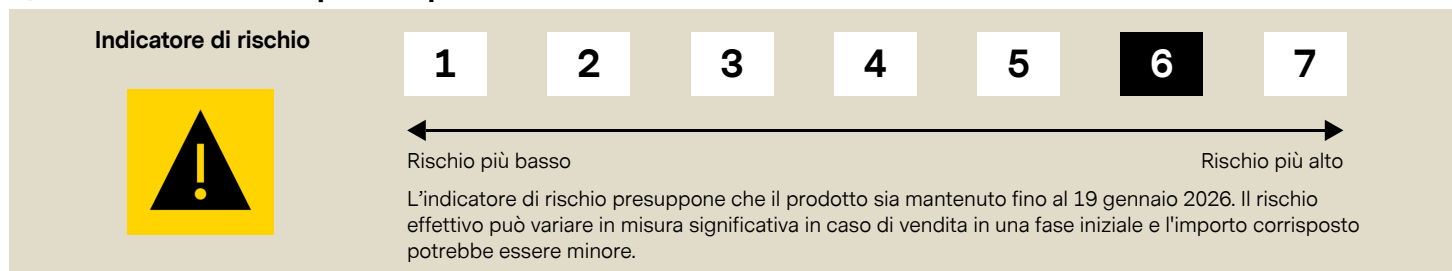 Indicatore di rischio
1 2 3 4 5 6 7
Rischio più basso Rischio più alto
L'indicatore di rischio presuppone che il prodotto sia mantenuto fino al 19 gennaio 2026. Il rischio
effettivo può variare in misura significativa in caso di vendita in una fase iniziale e l'importo corrisposto
potrebbe essere minore.